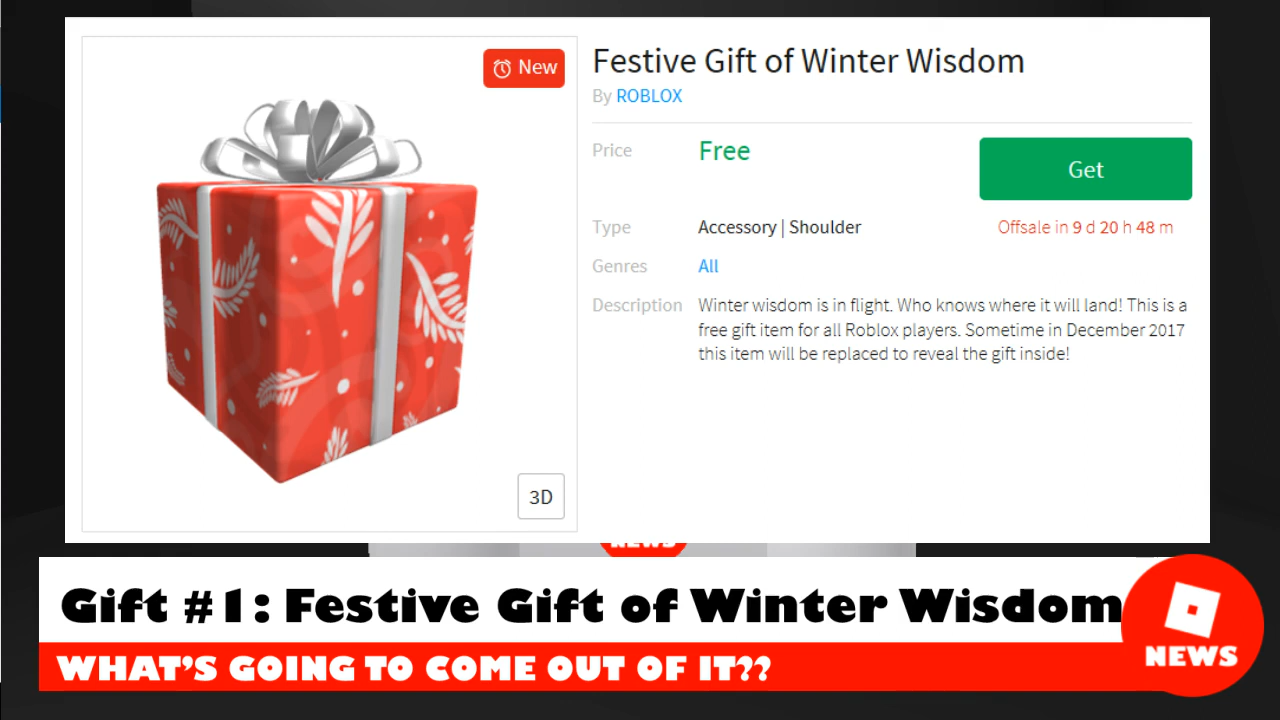 New
Festive Gift of Winter Wisdom
By ROBLOX
Price Free
Get
Type Accessory | Shoulder
Offsale in 9 d 20 h 48 m
Genres All
Description Winter wisdom is in flight. Who knows where it will land! This is a
free gift item for all Roblox players. Sometime in December 2017
this item will be replaced to reveal the gift inside!
3D
NEWS
Gift #1: Festive Gift of Winter Wisdom
WHAT'S GOING TO COME OUT OF IT??
NEWS